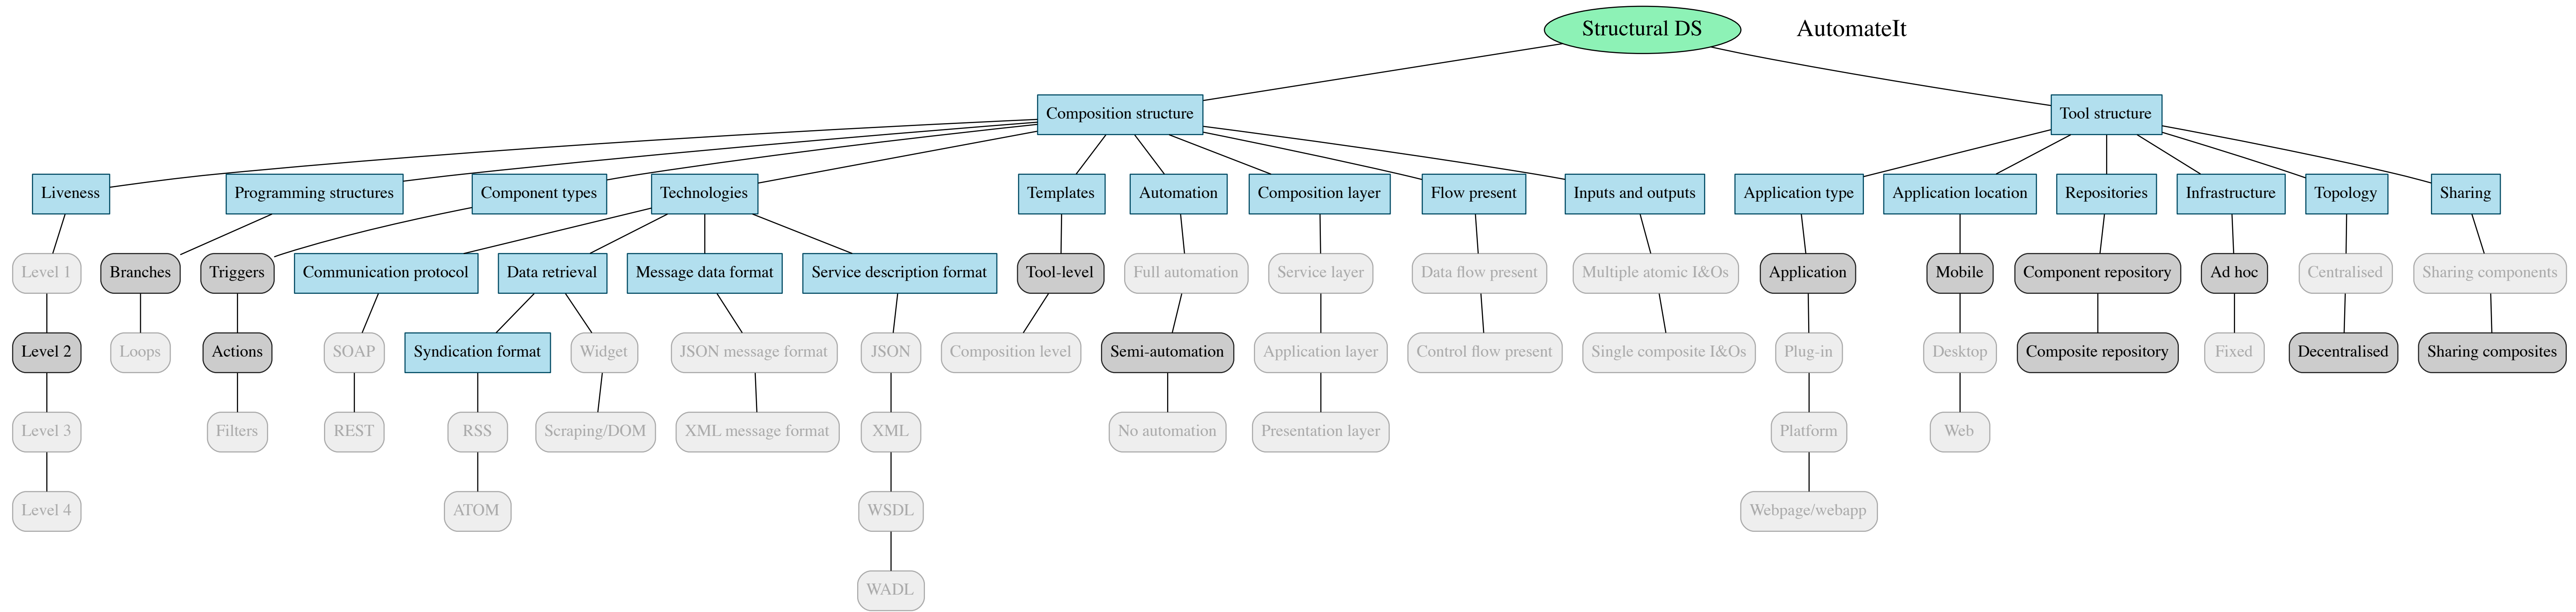 Structural DS
AutomateIt
Composition structure
Tool structure
Liveness
Programming structures
Component types
Technologies
Templates
Automation
Composition layer
Flow present
Inputs and outputs
Application type
Application location
Repositories
Infrastructure
Topology
Sharing
Level 1
Branches
Triggers
Communication protocol
Data retrieval
Message data format
Service description format
Tool-level
Full automation
Service layer
Data flow present
Multiple atomic I&Os
Application
Mobile
Component repository
Ad hoc
Centralised
Sharing components
Level 2
Loops
Actions
SOAP
Syndication format
Widget
JSON message format
JSON
Composition level
Semi-automation
Application layer
Control flow present
Single composite I&Os
Plug-in
Desktop
Composite repository
Fixed
Decentralised
Sharing composites
Level 3
Filters
REST
RSS
Scraping/DOM
XML message format
XML
No automation
Presentation layer
Platform
Web
Level 4
ATOM
WSDL
Webpage/webapp
WADL